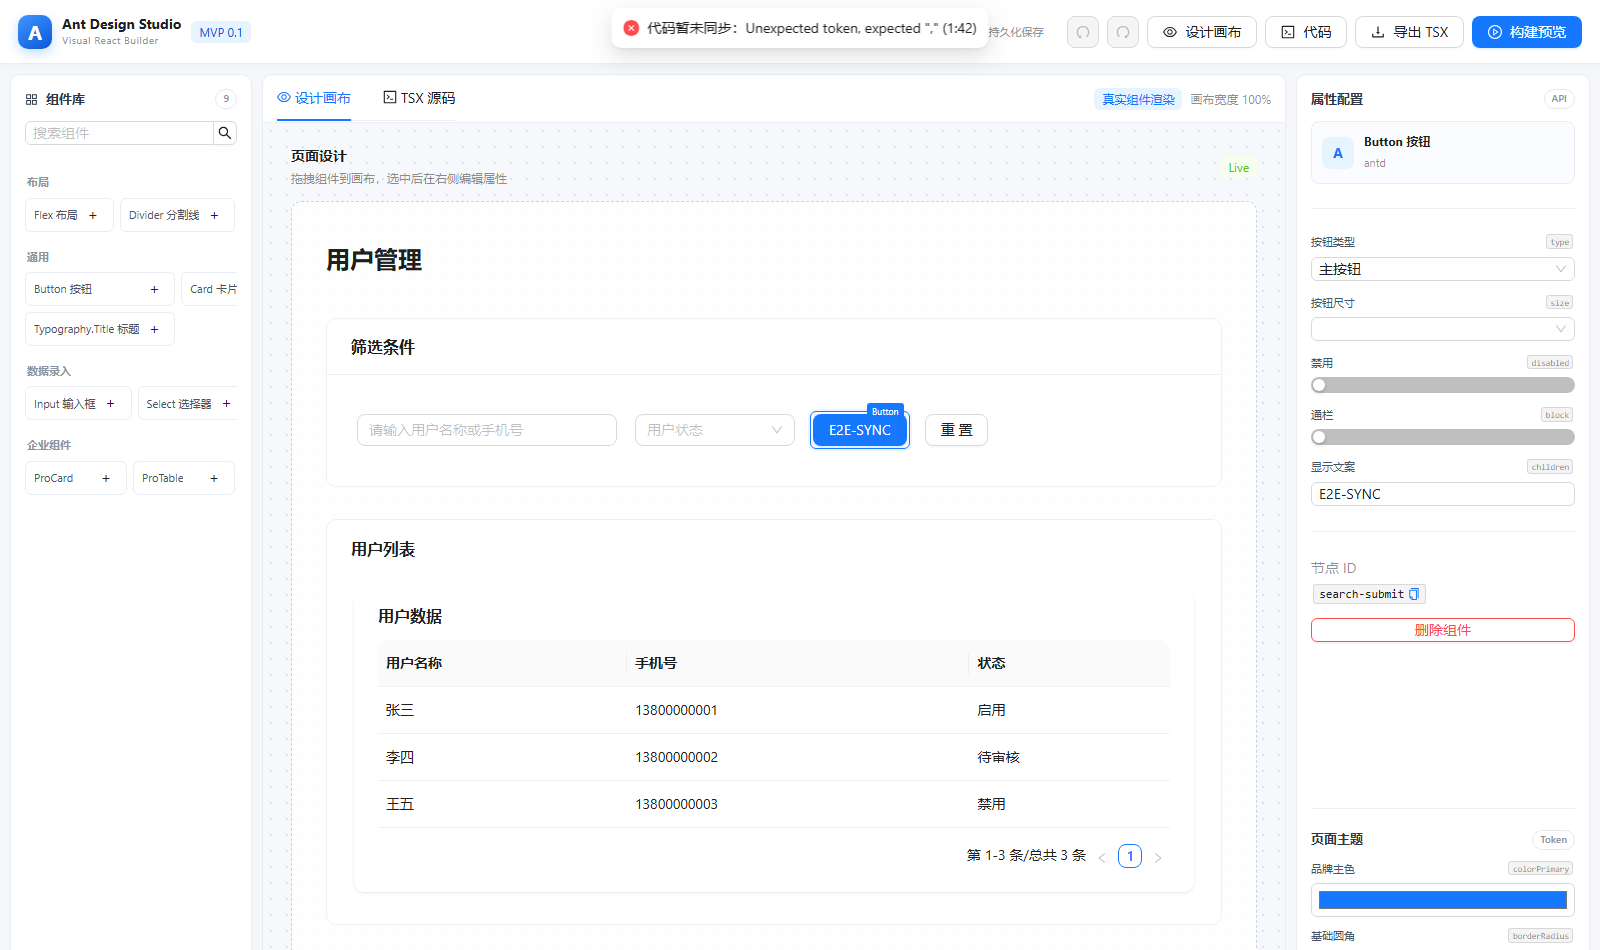 A
Ant Design Studio
Visual React Builder
MVP 0.1
代码暂未同步：Unexpected token, expected "," (1:42)
持久化保存
设计画布
代码
导出 TSX
构建预览
组件库
9
搜索组件
布局
Flex 布局 +
Divider 分割线 +
通用
Button 按钮 +
Card 卡片
Typography.Title 标题 +
数据录入
Input 输入框 +
Select 选择器 +
企业组件
ProCard +
ProTable +
设计画布
TSX 源码
真实组件渲染
画布宽度 100%
页面设计
拖拽组件到画布，选中后在右侧编辑属性
Live
用户管理
筛选条件
请输入用户名称或手机号
用户状态
Button
E2E-SYNC
重 置
用户列表
用户数据
用户名称 手机号 状态
张三 13800000001 启用
李四 13800000002 待审核
王五 13800000003 禁用
第 1-3 条/总共 3 条
1
属性配置
API
A
Button 按钮
antd
按钮类型
type
主按钮
按钮尺寸
size
禁用
disabled
通栏
block
显示文案
children
E2E-SYNC
节点 ID
search-submit
删除组件
页面主题
Token
品牌主色
colorPrimary
基础圆角
borderRadius